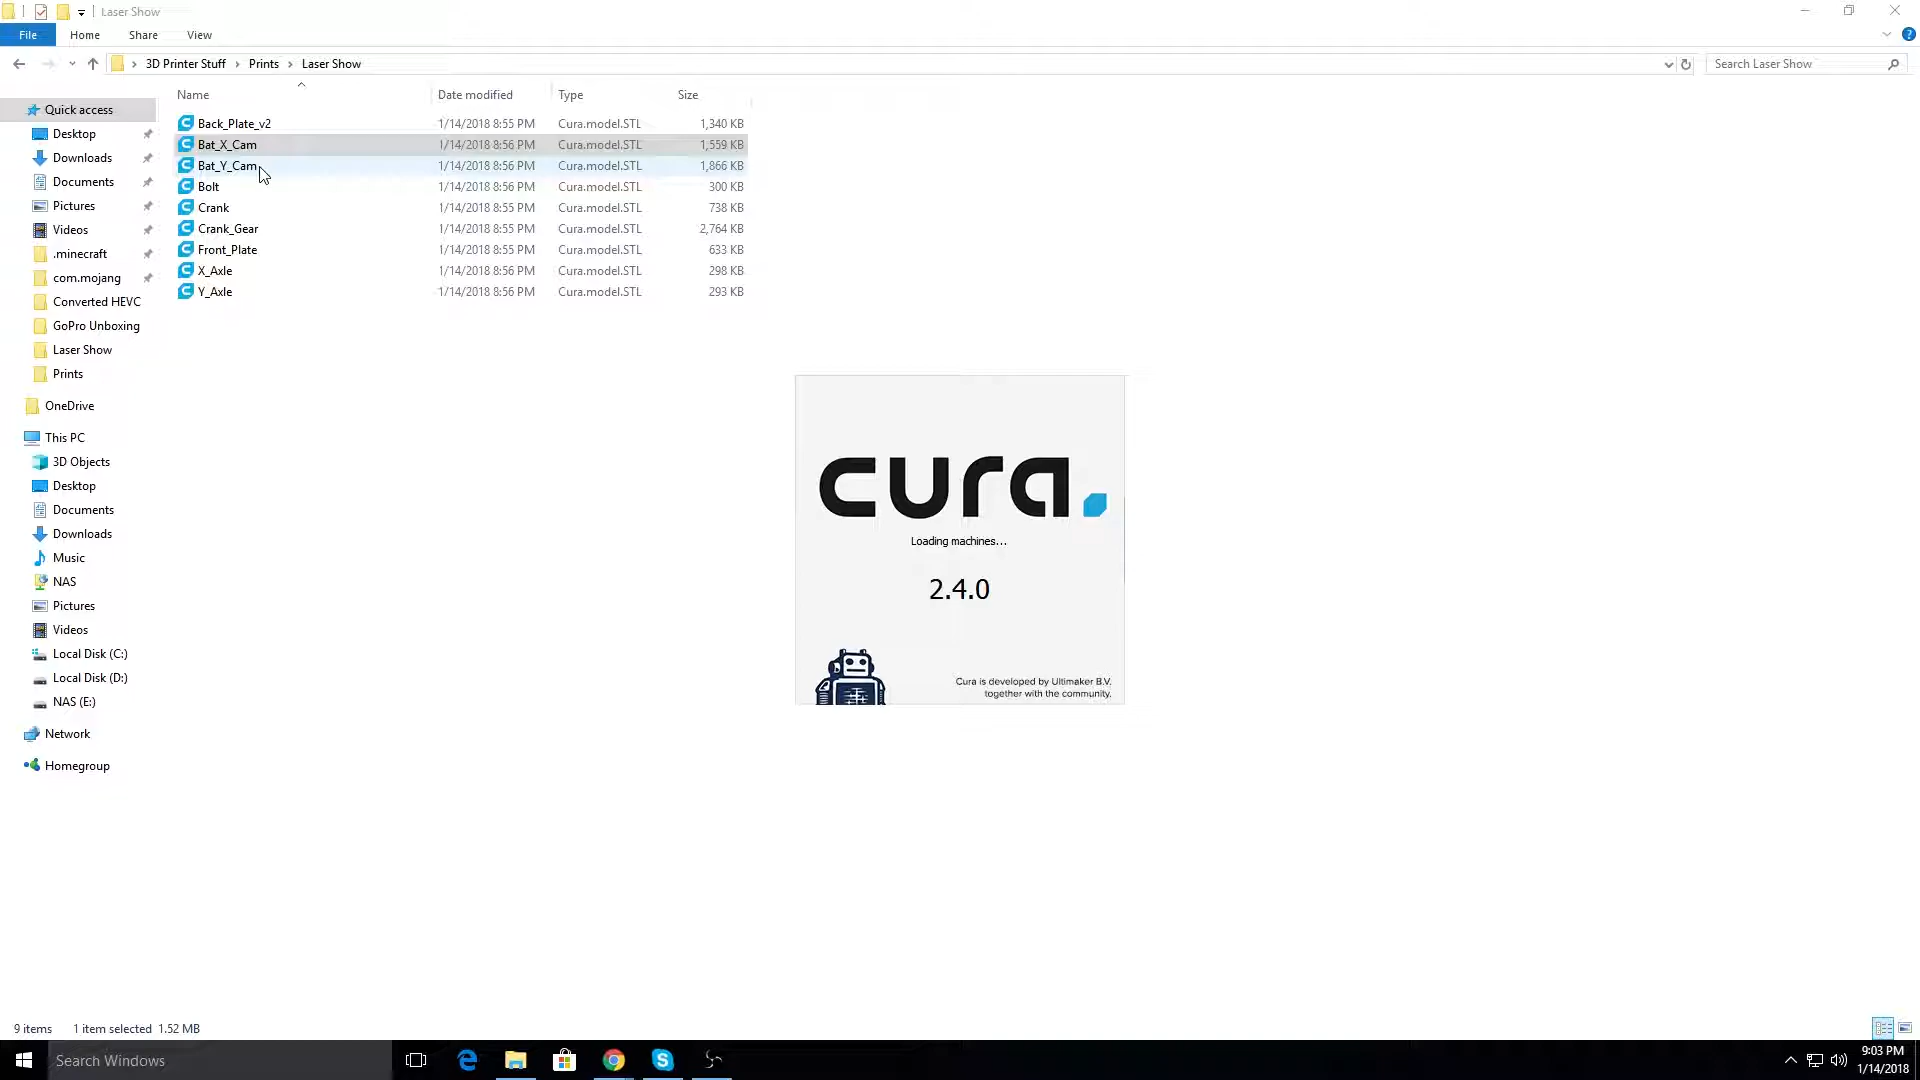 Laser Show
File Home Share View
3D Printer Stuff Prints Laser Show Search Laser Show
Name Date modified Type Size
Quick access
Desktop
Downloads
Documents
Pictures
Videos
.minecraft
com.mojang
Converted HEVC
GoPro Unboxing
Laser Show
Prints
OneDrive
This PC
3D Objects
Desktop
Documents
Downloads
Music
NAS
Pictures
Videos
Local Disk (C:)
Local Disk (D:)
NAS (E:)
Network
Homegroup
Back_Plate_v2 1/14/2018 8:55 PM Cura.model.STL 1,340 KB
Bat_X_Cam 1/14/2018 8:56 PM Cura.model.STL 1,559 KB
Bat_Y_Cam 1/14/2018 8:56 PM Cura.model.STL 1,866 KB
Bolt 1/14/2018 8:55 PM Cura.model.STL 300 KB
Crank 1/14/2018 8:55 PM Cura.model.STL 738 KB
Crank_Gear 1/14/2018 8:55 PM Cura.model.STL 2,764 KB
Front_Plate 1/14/2018 8:55 PM Cura.model.STL 633 KB
X_Axle 1/14/2018 8:56 PM Cura.model.STL 298 KB
Y_Axle 1/14/2018 8:56 PM Cura.model.STL 293 KB
cura.
Loading machines...
2.4.0
Cura is developed by Ultimaker B.V.
together with the community.
9 items 1 item selected 1.52 MB
Search Windows
9:03 PM
1/14/2018